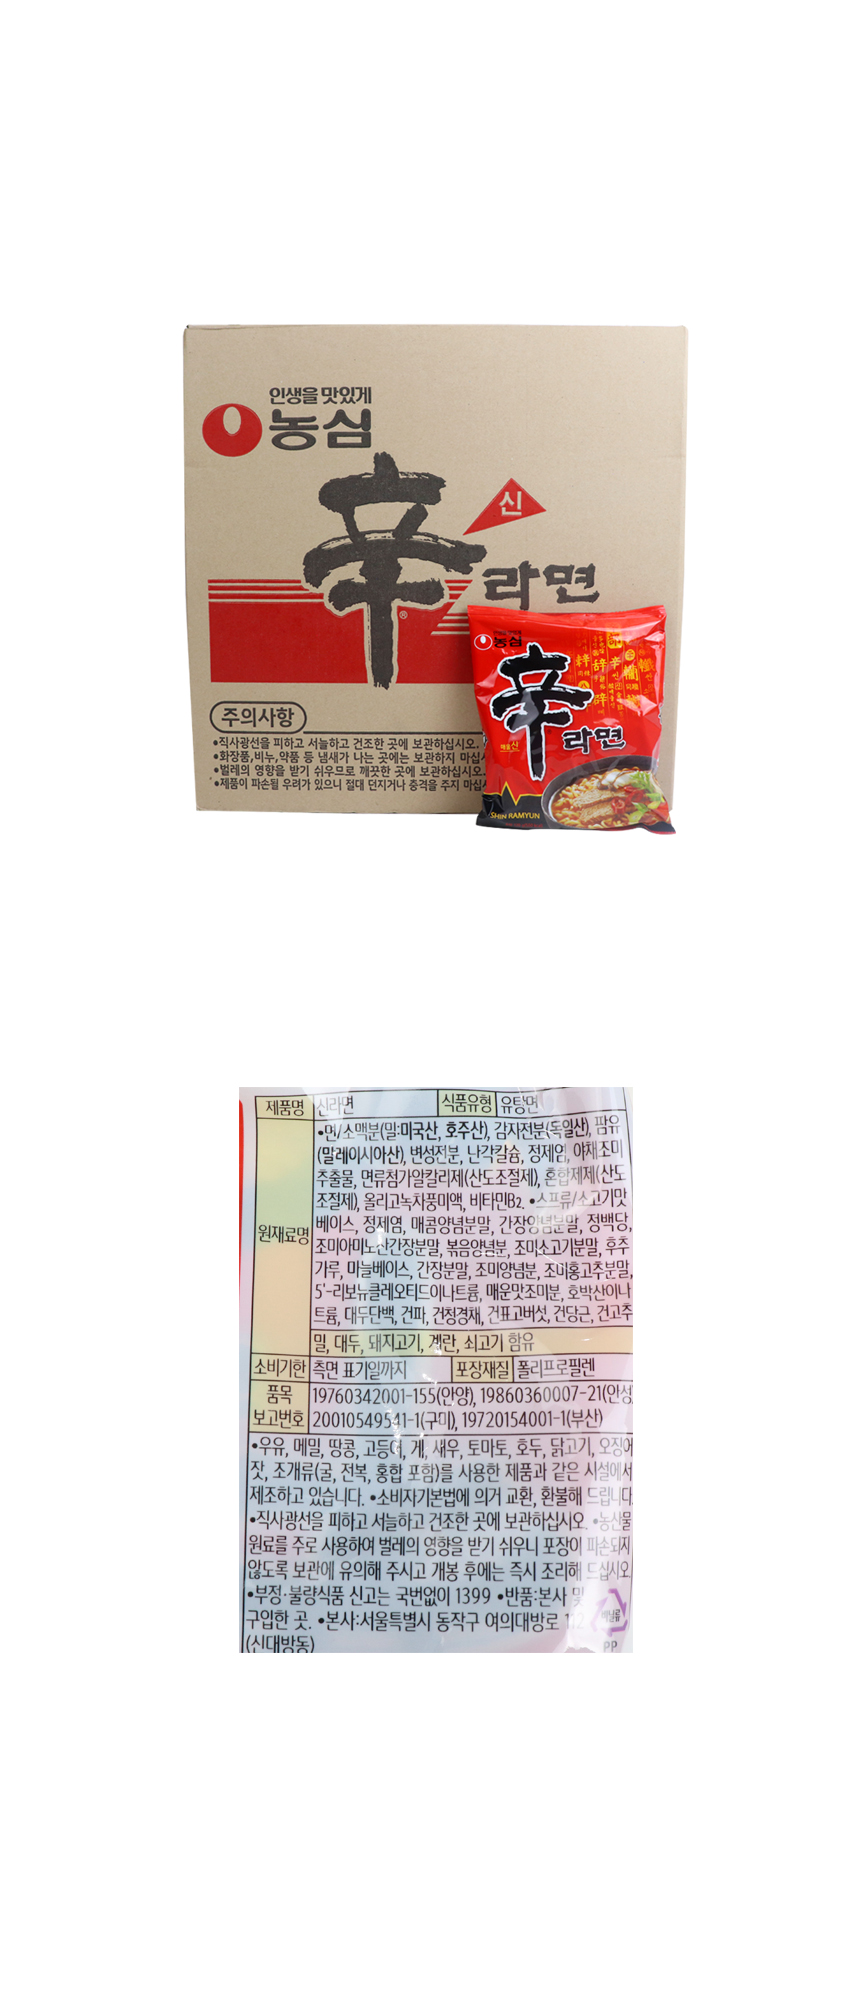 인생을 맛있게
농심
辛
신
라면
®
주의사항
•직사광선을 피하고 서늘하고 건조한 곳에 보관하십시오.
•화장품,비누,약품 등 냄새가 나는 곳에는 보관하지 마십시
•벌레의 영향을 받기 쉬우므로 깨끗한 곳에 보관하십시오.
•제품이 파손될 우려가 있으니 절대 던지거나 충격을 주지 마십시
농심
辛
라면
SHIN RAMYUN
제품명 신라면 식품유형 유탕면
원재료명
•면/소맥분(밀:미국산, 호주산), 감자전분(독일산), 팜유
(말레이시아산), 변성전분, 난각칼슘, 정제염, 야채조미
추출물, 면류첨가알칼리제(산도조절제), 혼합제제(산도
조절제), 올리고녹차풍미액, 비타민B2. •스프류/소고기맛
베이스, 정제염, 매콤양념분말, 간장양념분말, 정백당,
조미아미노산간장분말, 볶음양념분, 조미소고기분말, 후추
가루, 마늘베이스, 간장분말, 조미양념분, 조미홍고추분말,
5'-리보뉴클레오티드이나트륨, 매운맛조미분, 호박산이나
트륨, 대두단백, 건파, 건청경채, 건표고버섯, 건당근, 건고추
밀, 대두, 돼지고기, 계란, 쇠고기 함유
소비기한 측면 표기일까지 포장재질 폴리프로필렌
품목 19760342001-155(안양), 19860360007-21(안성)
보고번호 20010549541-1(구미), 19720154001-1(부산)
•우유, 메밀, 땅콩, 고등어, 게, 새우, 토마토, 호두, 닭고기, 오징어
잣, 조개류(굴, 전복, 홍합 포함)를 사용한 제품과 같은 시설에서
제조하고 있습니다. •소비자기본법에 의거 교환, 환불해 드립니다
•직사광선을 피하고 서늘하고 건조한 곳에 보관하십시오. •농산물
원료를 주로 사용하여 벌레의 영향을 받기 쉬우니 포장이 파손되지
않도록 보관에 유의해 주시고 개봉 후에는 즉시 조리해 드십시오.
•부정·불량식품 신고는 국번없이 1399 •반품:본사 및
구입한 곳. •본사:서울특별시 동작구 여의대방로 112
(신대방동)
비닐류
PP